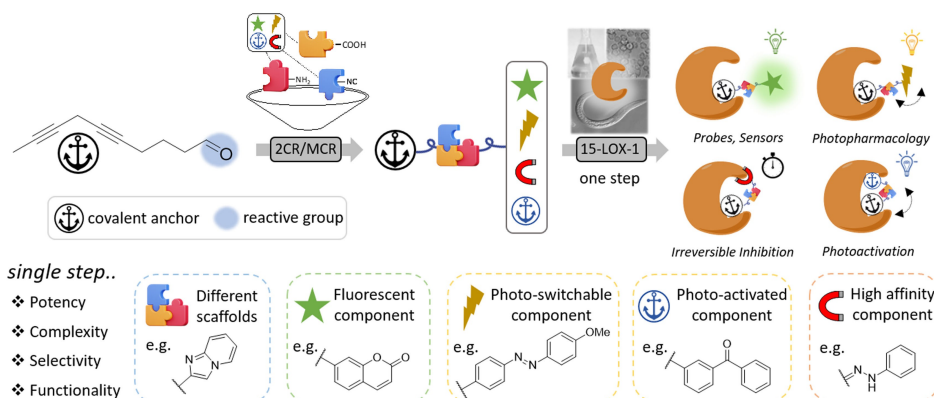 COOH
NH2
NC
O
2CR/MCR
15-LOX-1
one step
Probes, Sensors
Photopharmacology
Irreversible Inhibition
Photoactivation
covalent anchor
reactive group
single step..
❖ Potency
❖ Complexity
❖ Selectivity
❖ Functionality
Different
scaffolds
e.g.
N
N
Fluorescent
component
e.g.
O
O
Photo-switchable
component
e.g.
N
N
OMe
Photo-activated
component
e.g.
O
High affinity
component
e.g.
N
N
H